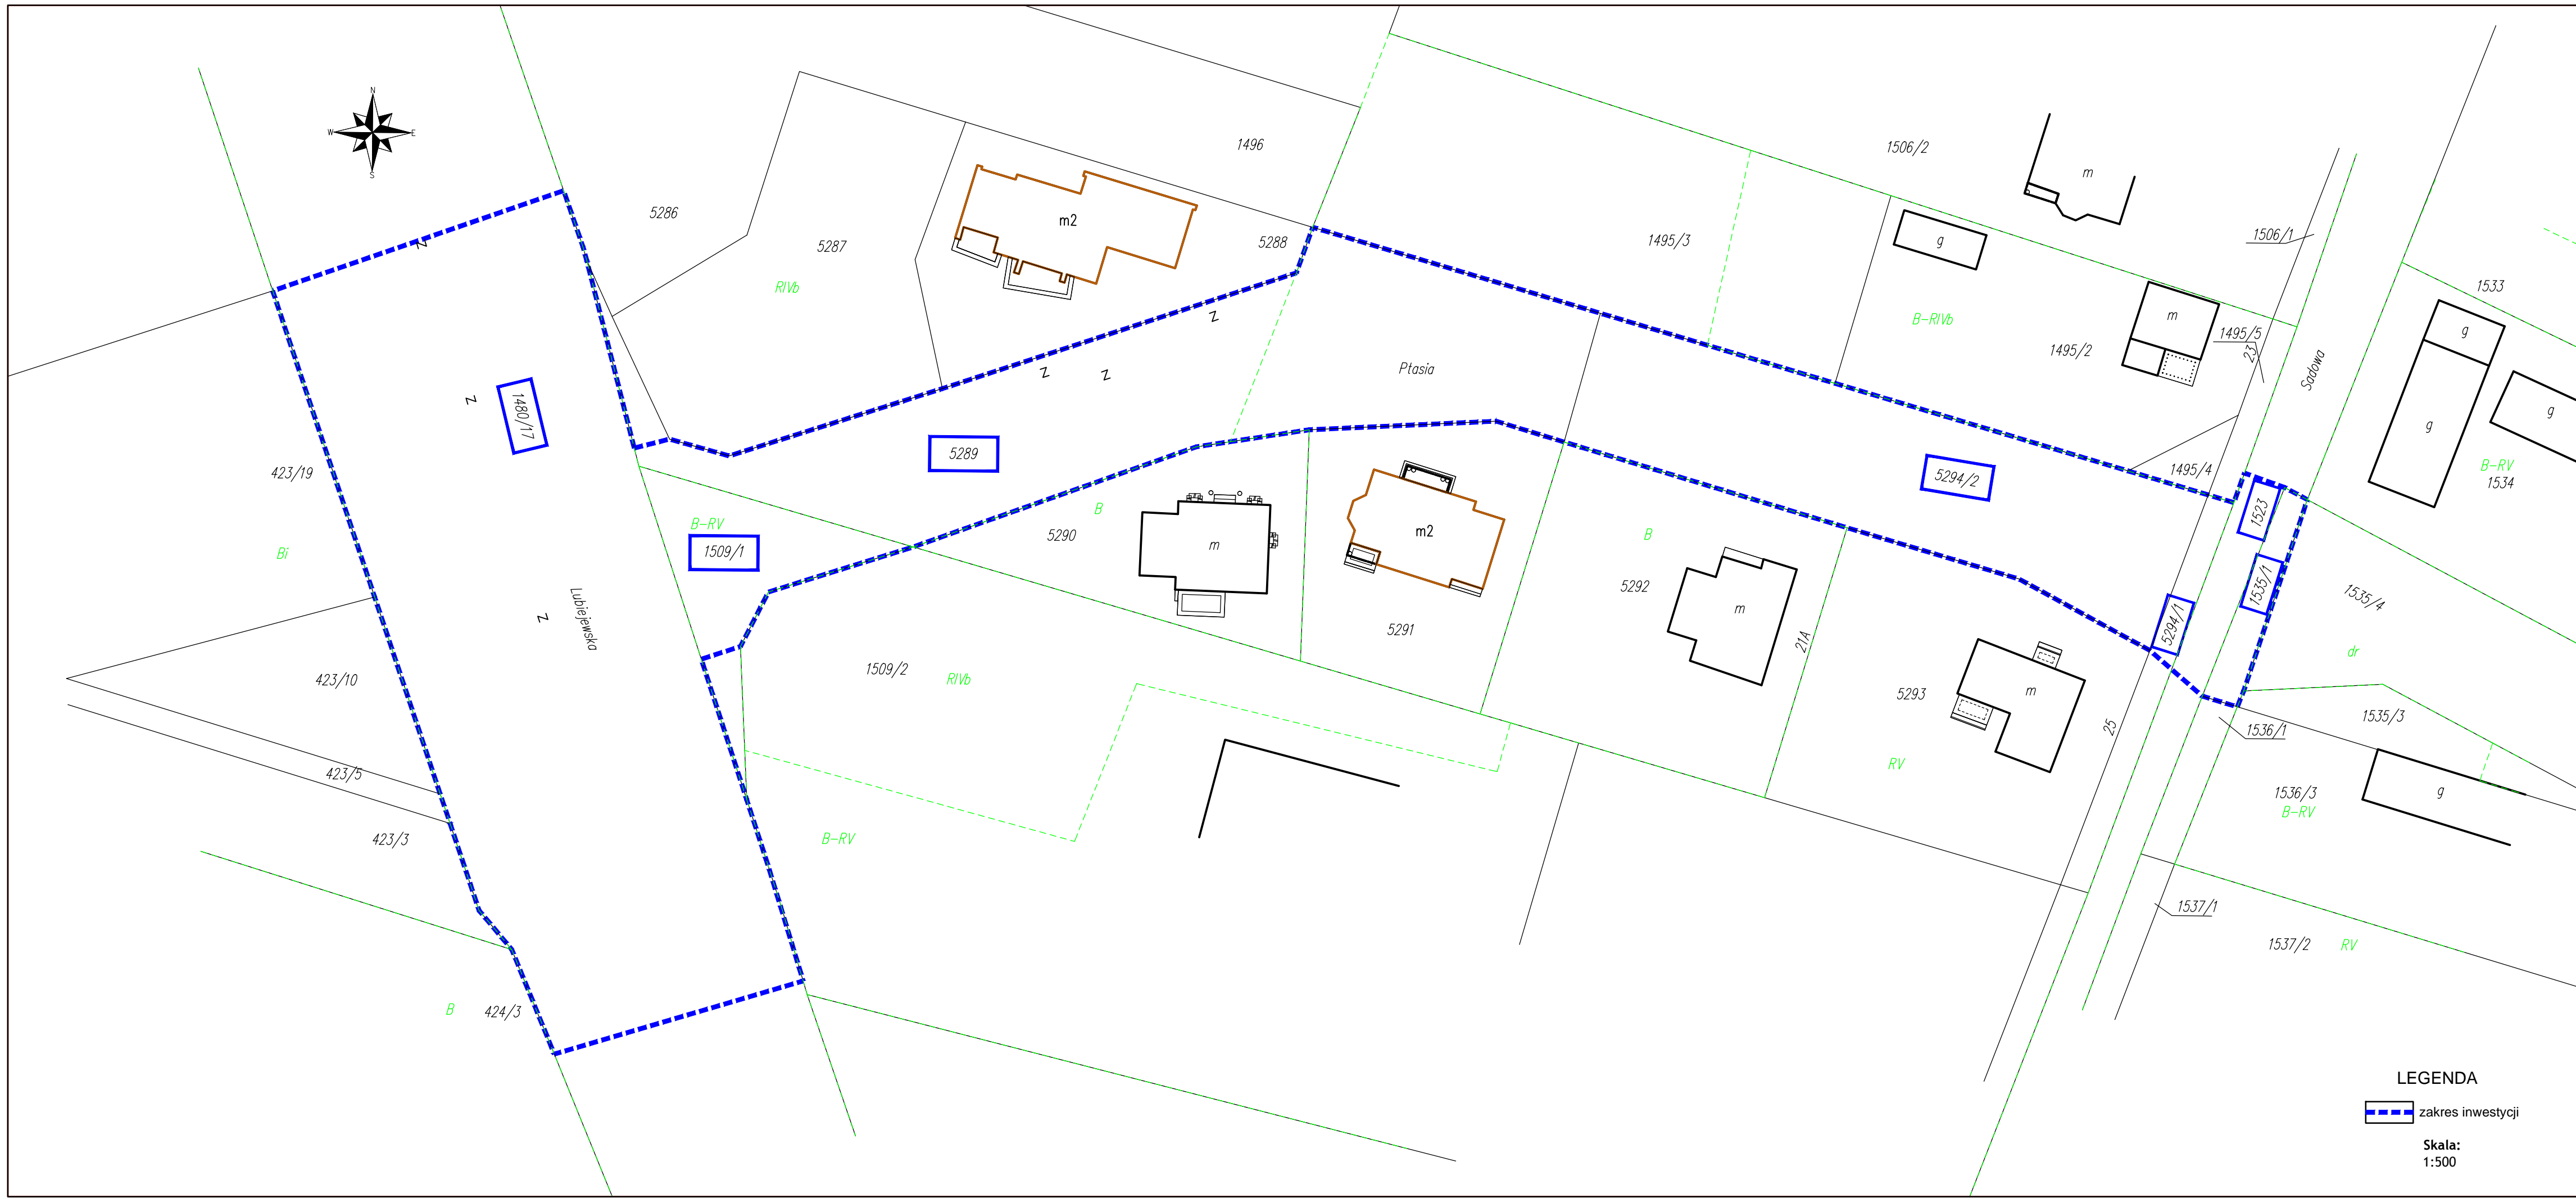 N
W
E
S
1496
1506/2
m
5286
m2
5287
5288
1495/3
g
1506/1
RIVb
1533
B-RIVb
m
g
1495/5
1495/2
23
Ptasia
Sadowa
1480/17
g
g
423/19
5289
5294/2
1495/4
B-RV
1534
1523
B-RV
B
5290
m
m2
B
1509/1
Bi
5292
1535/1
1535/4
Lubiejewska
m
5294/1
5291
21A
dr
1509/2
RIVb
423/10
5293
m
25
1535/3
1536/1
RV
423/5
1536/3
g
B-RV
423/3
B-RV
1537/1
1537/2
RV
B
424/3
LEGENDA
zakres inwestycji
Skala:
1:500
z
z
z
z
z
z